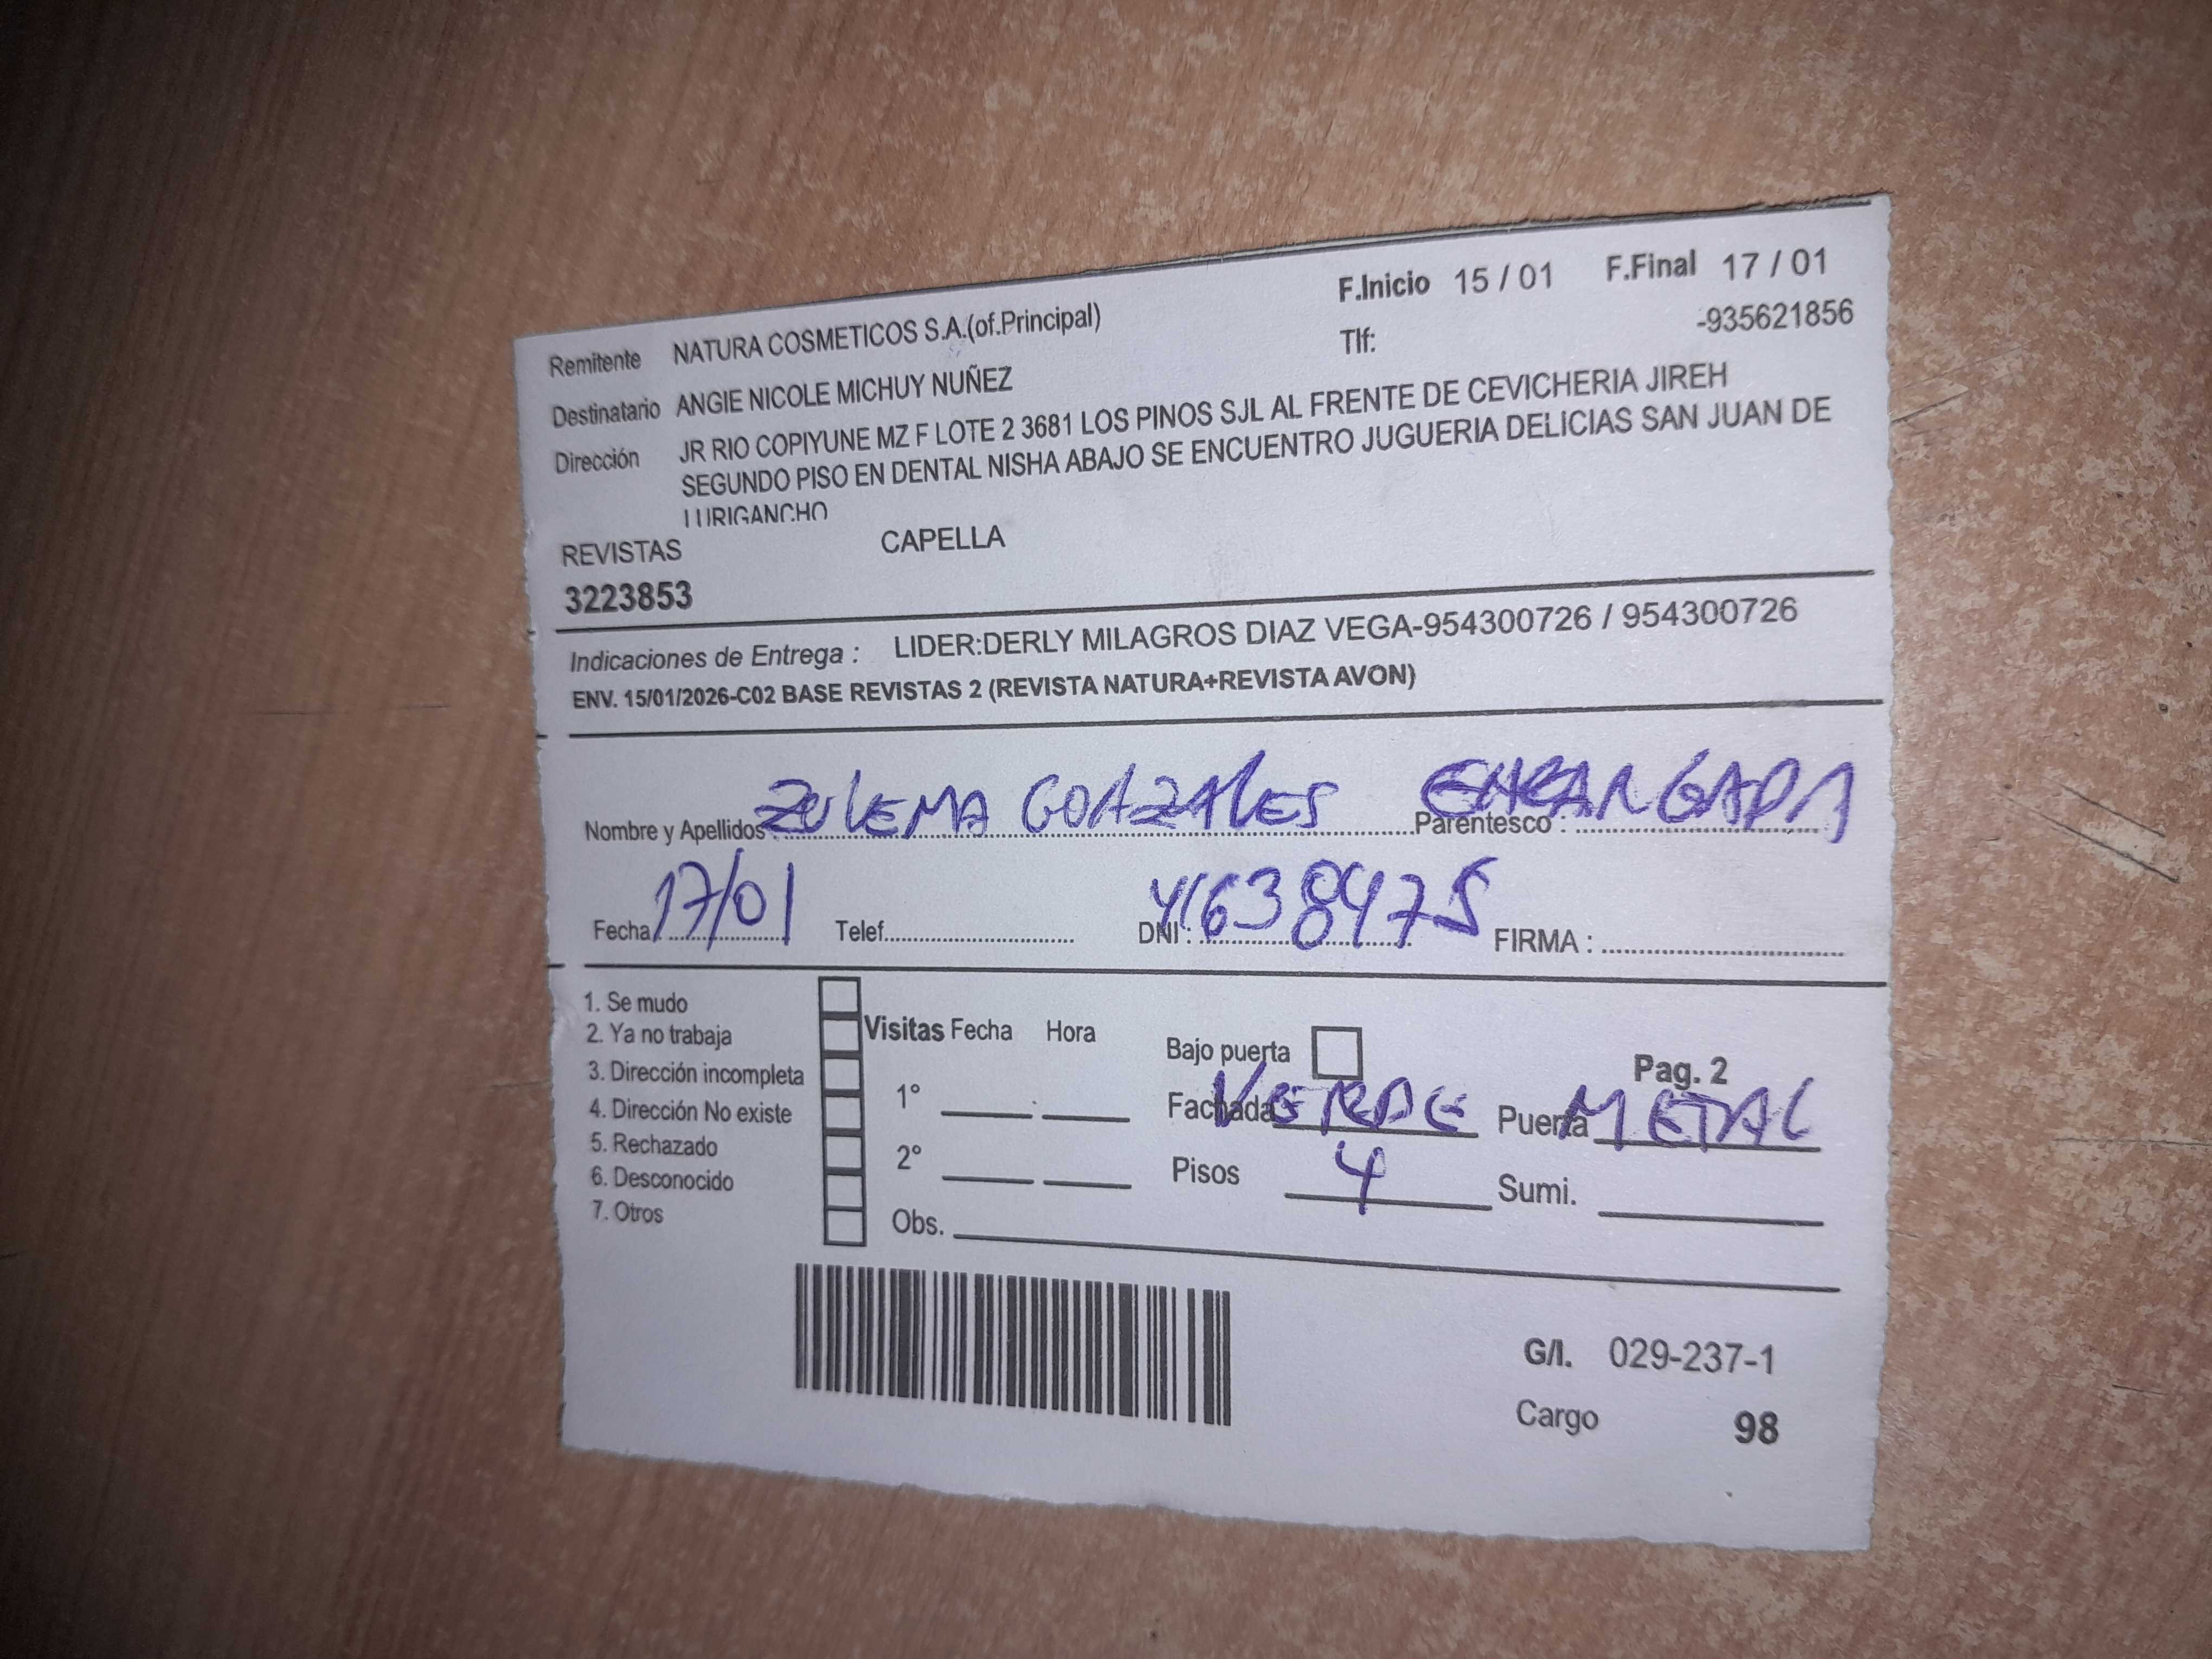 F.Inicio 15 / 01 F.Final 17 / 01
Remitente NATURA COSMETICOS S.A.(of.Principal) Tlf: -935621856
Destinatario ANGIE NICOLE MICHUY NUÑEZ
Dirección JR RIO COPIYUNE MZ F LOTE 2 3681 LOS PINOS SJL AL FRENTE DE CEVICHERIA JIREH
SEGUNDO PISO EN DENTAL NISHA ABAJO SE ENCUENTRO JUGUERIA DELICIAS SAN JUAN DE
LURIGANCHO
REVISTAS CAPELLA
3223853
Indicaciones de Entrega : LIDER:DERLY MILAGROS DIAZ VEGA-954300726 / 954300726
ENV. 15/01/2026-C02 BASE REVISTAS 2 (REVISTA NATURA+REVISTA AVON)
Nombre y Apellidos: ZULEMA GONZALES Parentesco : ENCARGADA
Fecha 17/01 Telef. DNI : 41638475 FIRMA :
1. Se mudo
2. Ya no trabaja Visitas Fecha Hora Bajo puerta
3. Dirección incompleta Pag. 2
4. Dirección No existe 1° Fachada VERDE Puerta METAL
5. Rechazado
6. Desconocido 2° Pisos 4 Sumi.
7. Otros Obs.
G/I. 029-237-1
Cargo 98